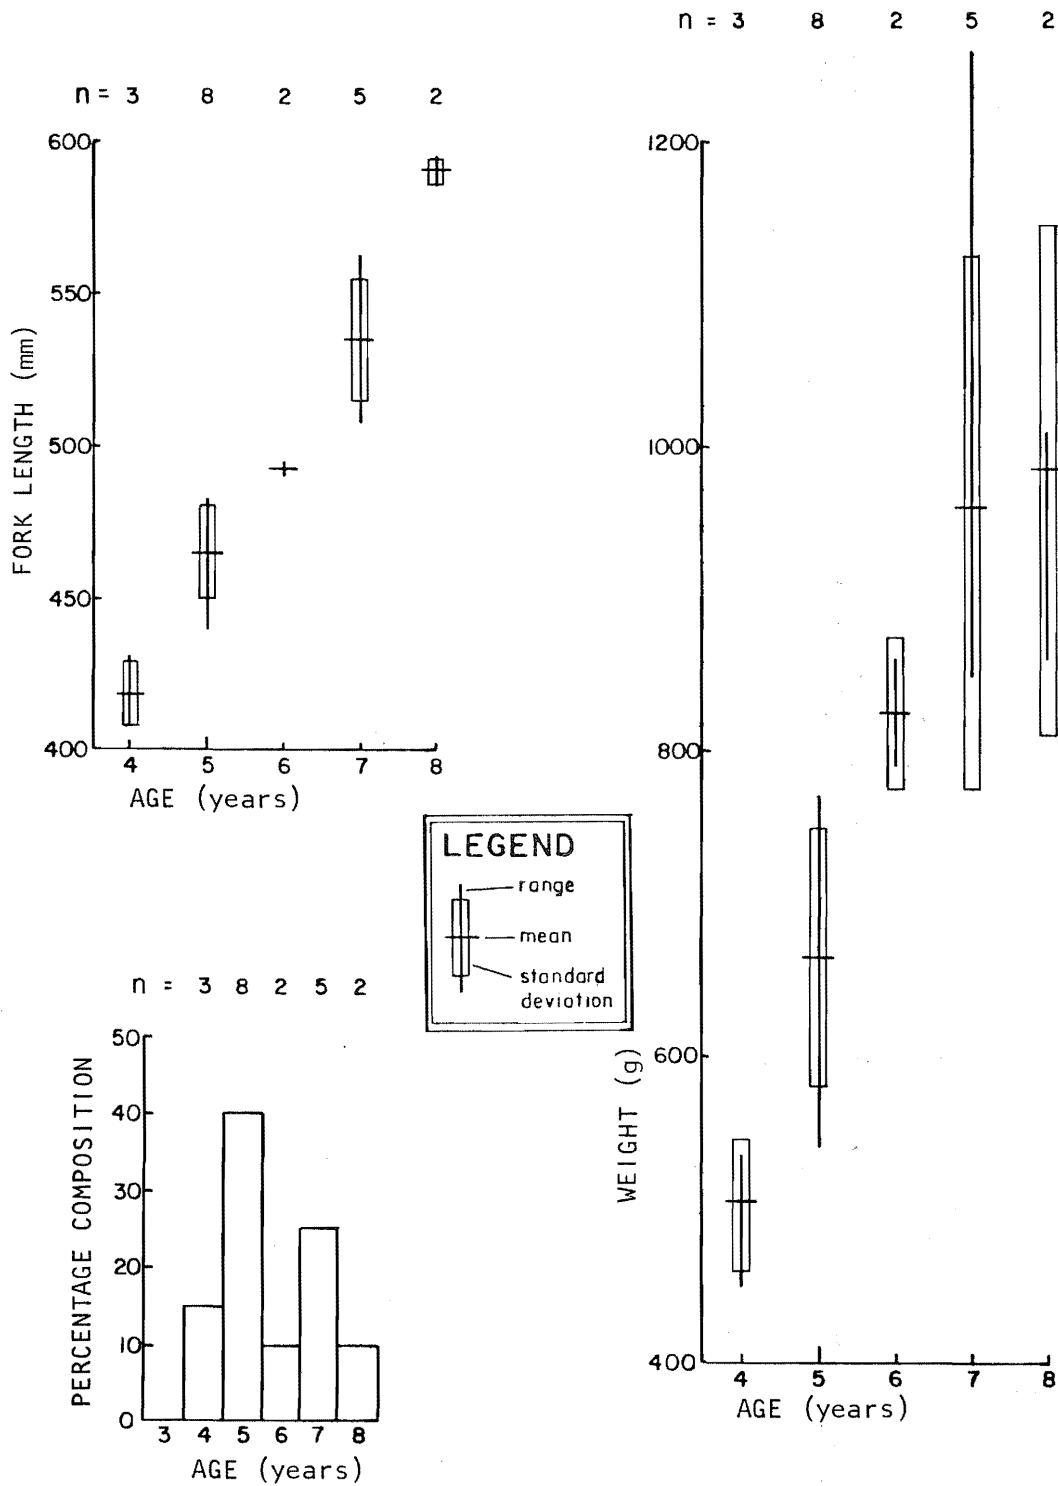 n = 3 8 2 5 2
600
550
500
450
400
FORK LENGTH (mm)
4 5 6 7 8
AGE (years)
n = 3 8 2 5 2
1200
1000
800
600
400
WEIGHT (g)
4 5 6 7 8
AGE (years)
LEGEND
range
mean
standard
deviation
n = 3 8 2 5 2
50
40
30
20
10
0
PERCENTAGE COMPOSITION
3 4 5 6 7 8
AGE (years)